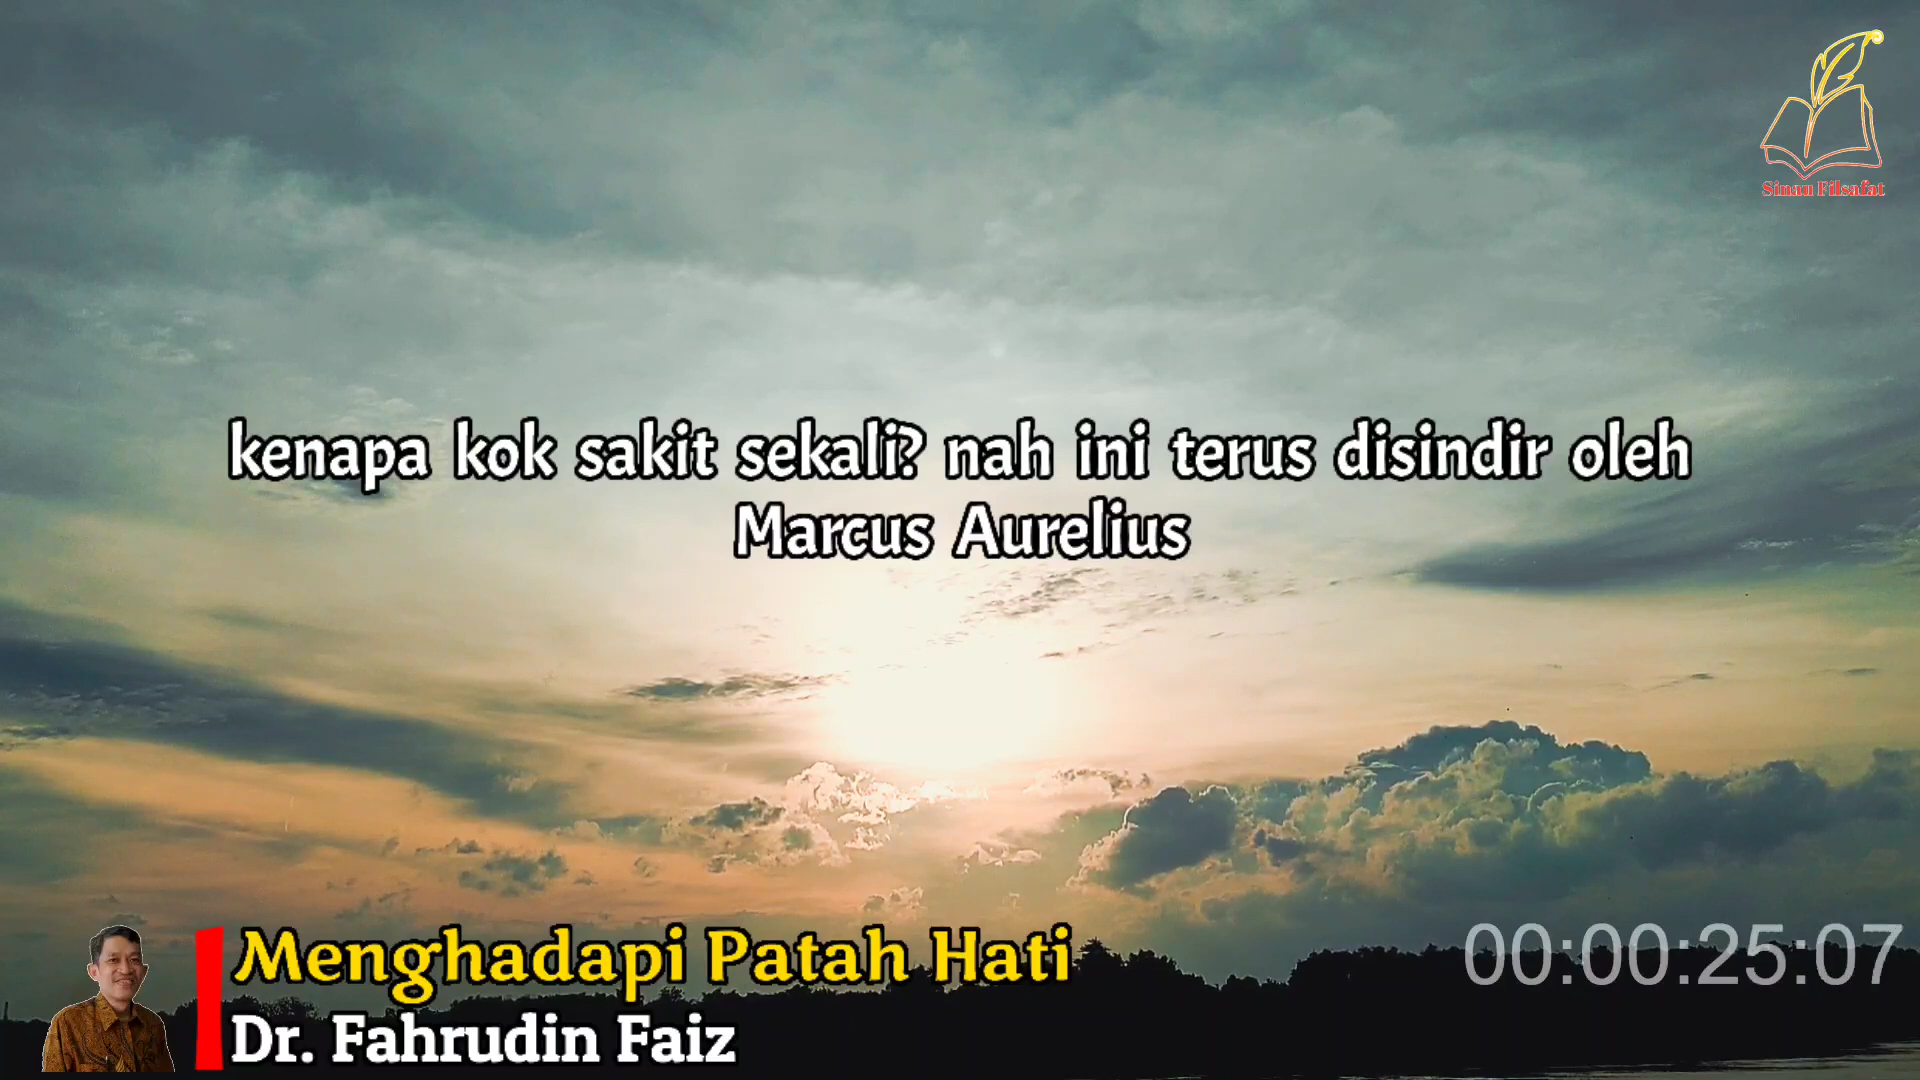 Sinau Filsafat
kenapa kok sakit sekali? nah ini terus disindir oleh
Marcus Aurelius
Menghadapi Patah Hati
00:00:25:07
Dr. Fahrudin Faiz